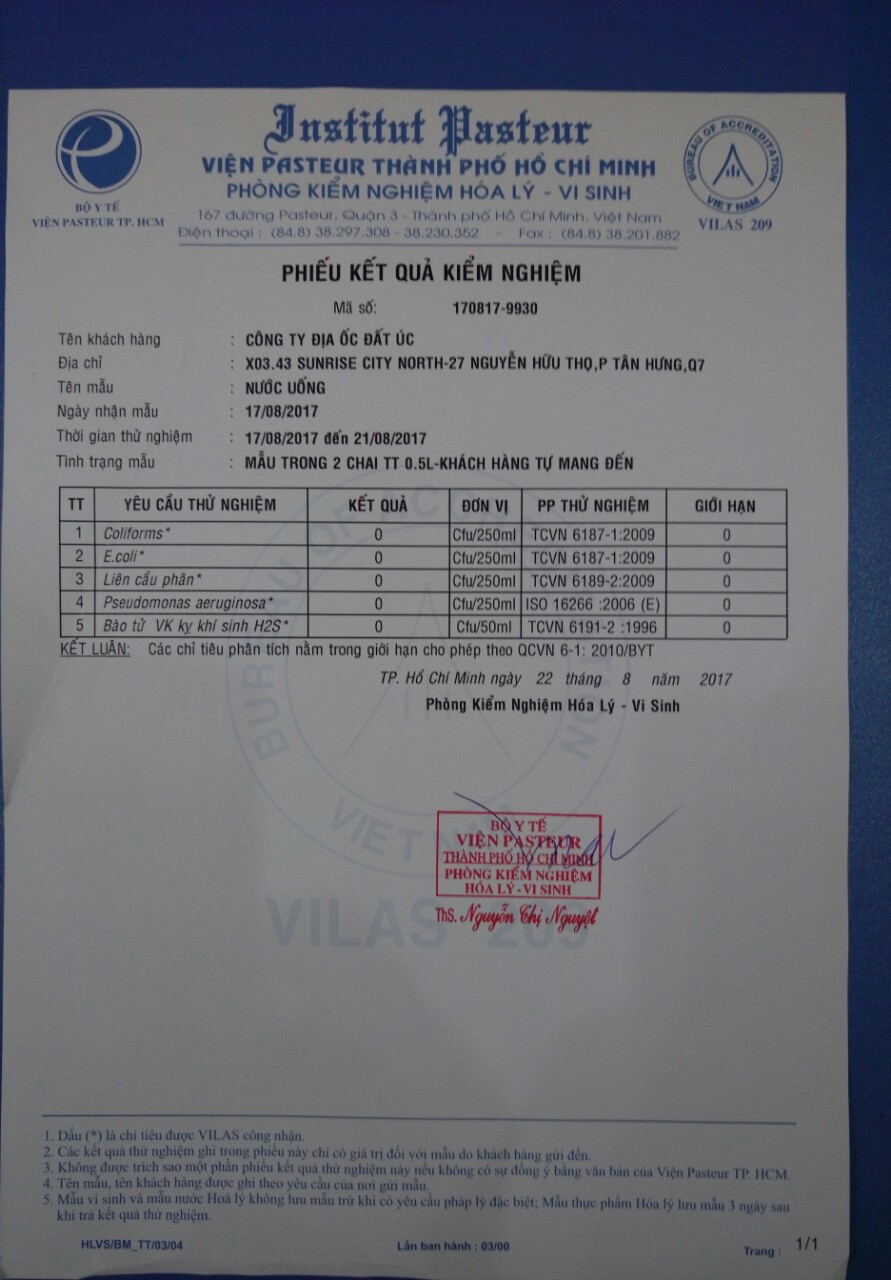 Institut Pasteur
VIỆN PASTEUR THÀNH PHỐ HỒ CHÍ MINH
PHÒNG KIỂM NGHIỆM HÓA LÝ - VI SINH
167 đường Pasteur, Quận 3 - Thành phố Hồ Chí Minh, Việt Nam
Điện thoại : (84.8) 38.297.308 - 38.230.352 - Fax : (84.8) 38.201.882
BỘ Y TẾ
VIỆN PASTEUR TP. HCM
BUREAU OF ACCREDITATION
VIET NAM
VILAS 209
PHIẾU KẾT QUẢ KIỂM NGHIỆM
Mã số: 170817-9930
Tên khách hàng : CÔNG TY ĐỊA ỐC ĐẤT ÚC
Địa chỉ : X03.43 SUNRISE CITY NORTH-27 NGUYỄN HỮU THỌ,P TÂN HƯNG,Q7
Tên mẫu : NƯỚC UỐNG
Ngày nhận mẫu : 17/08/2017
Thời gian thử nghiệm : 17/08/2017 đến 21/08/2017
Tình trạng mẫu : MẪU TRONG 2 CHAI TT 0.5L-KHÁCH HÀNG TỰ MANG ĐẾN
TT YÊU CẦU THỬ NGHIỆM KẾT QUẢ ĐƠN VỊ PP THỬ NGHIỆM GIỚI HẠN
1 Coliforms* 0 Cfu/250ml TCVN 6187-1:2009 0
2 E.coli* 0 Cfu/250ml TCVN 6187-1:2009 0
3 Liên cầu phân* 0 Cfu/250ml TCVN 6189-2:2009 0
4 Pseudomonas aeruginosa* 0 Cfu/250ml ISO 16266 :2006 (E) 0
5 Bào tử VK kỵ khí sinh H2S* 0 Cfu/50ml TCVN 6191-2 :1996 0
KẾT LUẬN: Các chỉ tiêu phân tích nằm trong giới hạn cho phép theo QCVN 6-1: 2010/BYT
TP. Hồ Chí Minh ngày 22 tháng 8 năm 2017
Phòng Kiểm Nghiệm Hóa Lý - Vi Sinh
BUREAU OF ACCREDITATION
VIET NAM
VILAS 209
BỘ Y TẾ
VIỆN PASTEUR
THÀNH PHỐ HỒ CHÍ MINH
PHÒNG KIỂM NGHIỆM
HÓA LÝ - VI SINH
ThS. Nguyễn Thị Nguyệt
1. Dấu (*) là chỉ tiêu được VILAS công nhận.
2. Các kết quả thử nghiệm ghi trong phiếu này chỉ có giá trị đối với mẫu do khách hàng gửi đến.
3. Không được trích sao một phần phiếu kết quả thử nghiệm này nếu không có sự đồng ý bằng văn bản của Viện Pasteur TP. HCM.
4. Tên mẫu, tên khách hàng được ghi theo yêu cầu của nơi gửi mẫu.
5. Mẫu vi sinh và mẫu nước Hoá lý không lưu mẫu trừ khi có yêu cầu pháp lý đặc biệt; Mẫu thực phẩm Hóa lý lưu mẫu 3 ngày sau
khi trả kết quả thử nghiệm.
HLVS/BM_TT/03/04 Lần ban hành : 03/00 Trang : 1/1